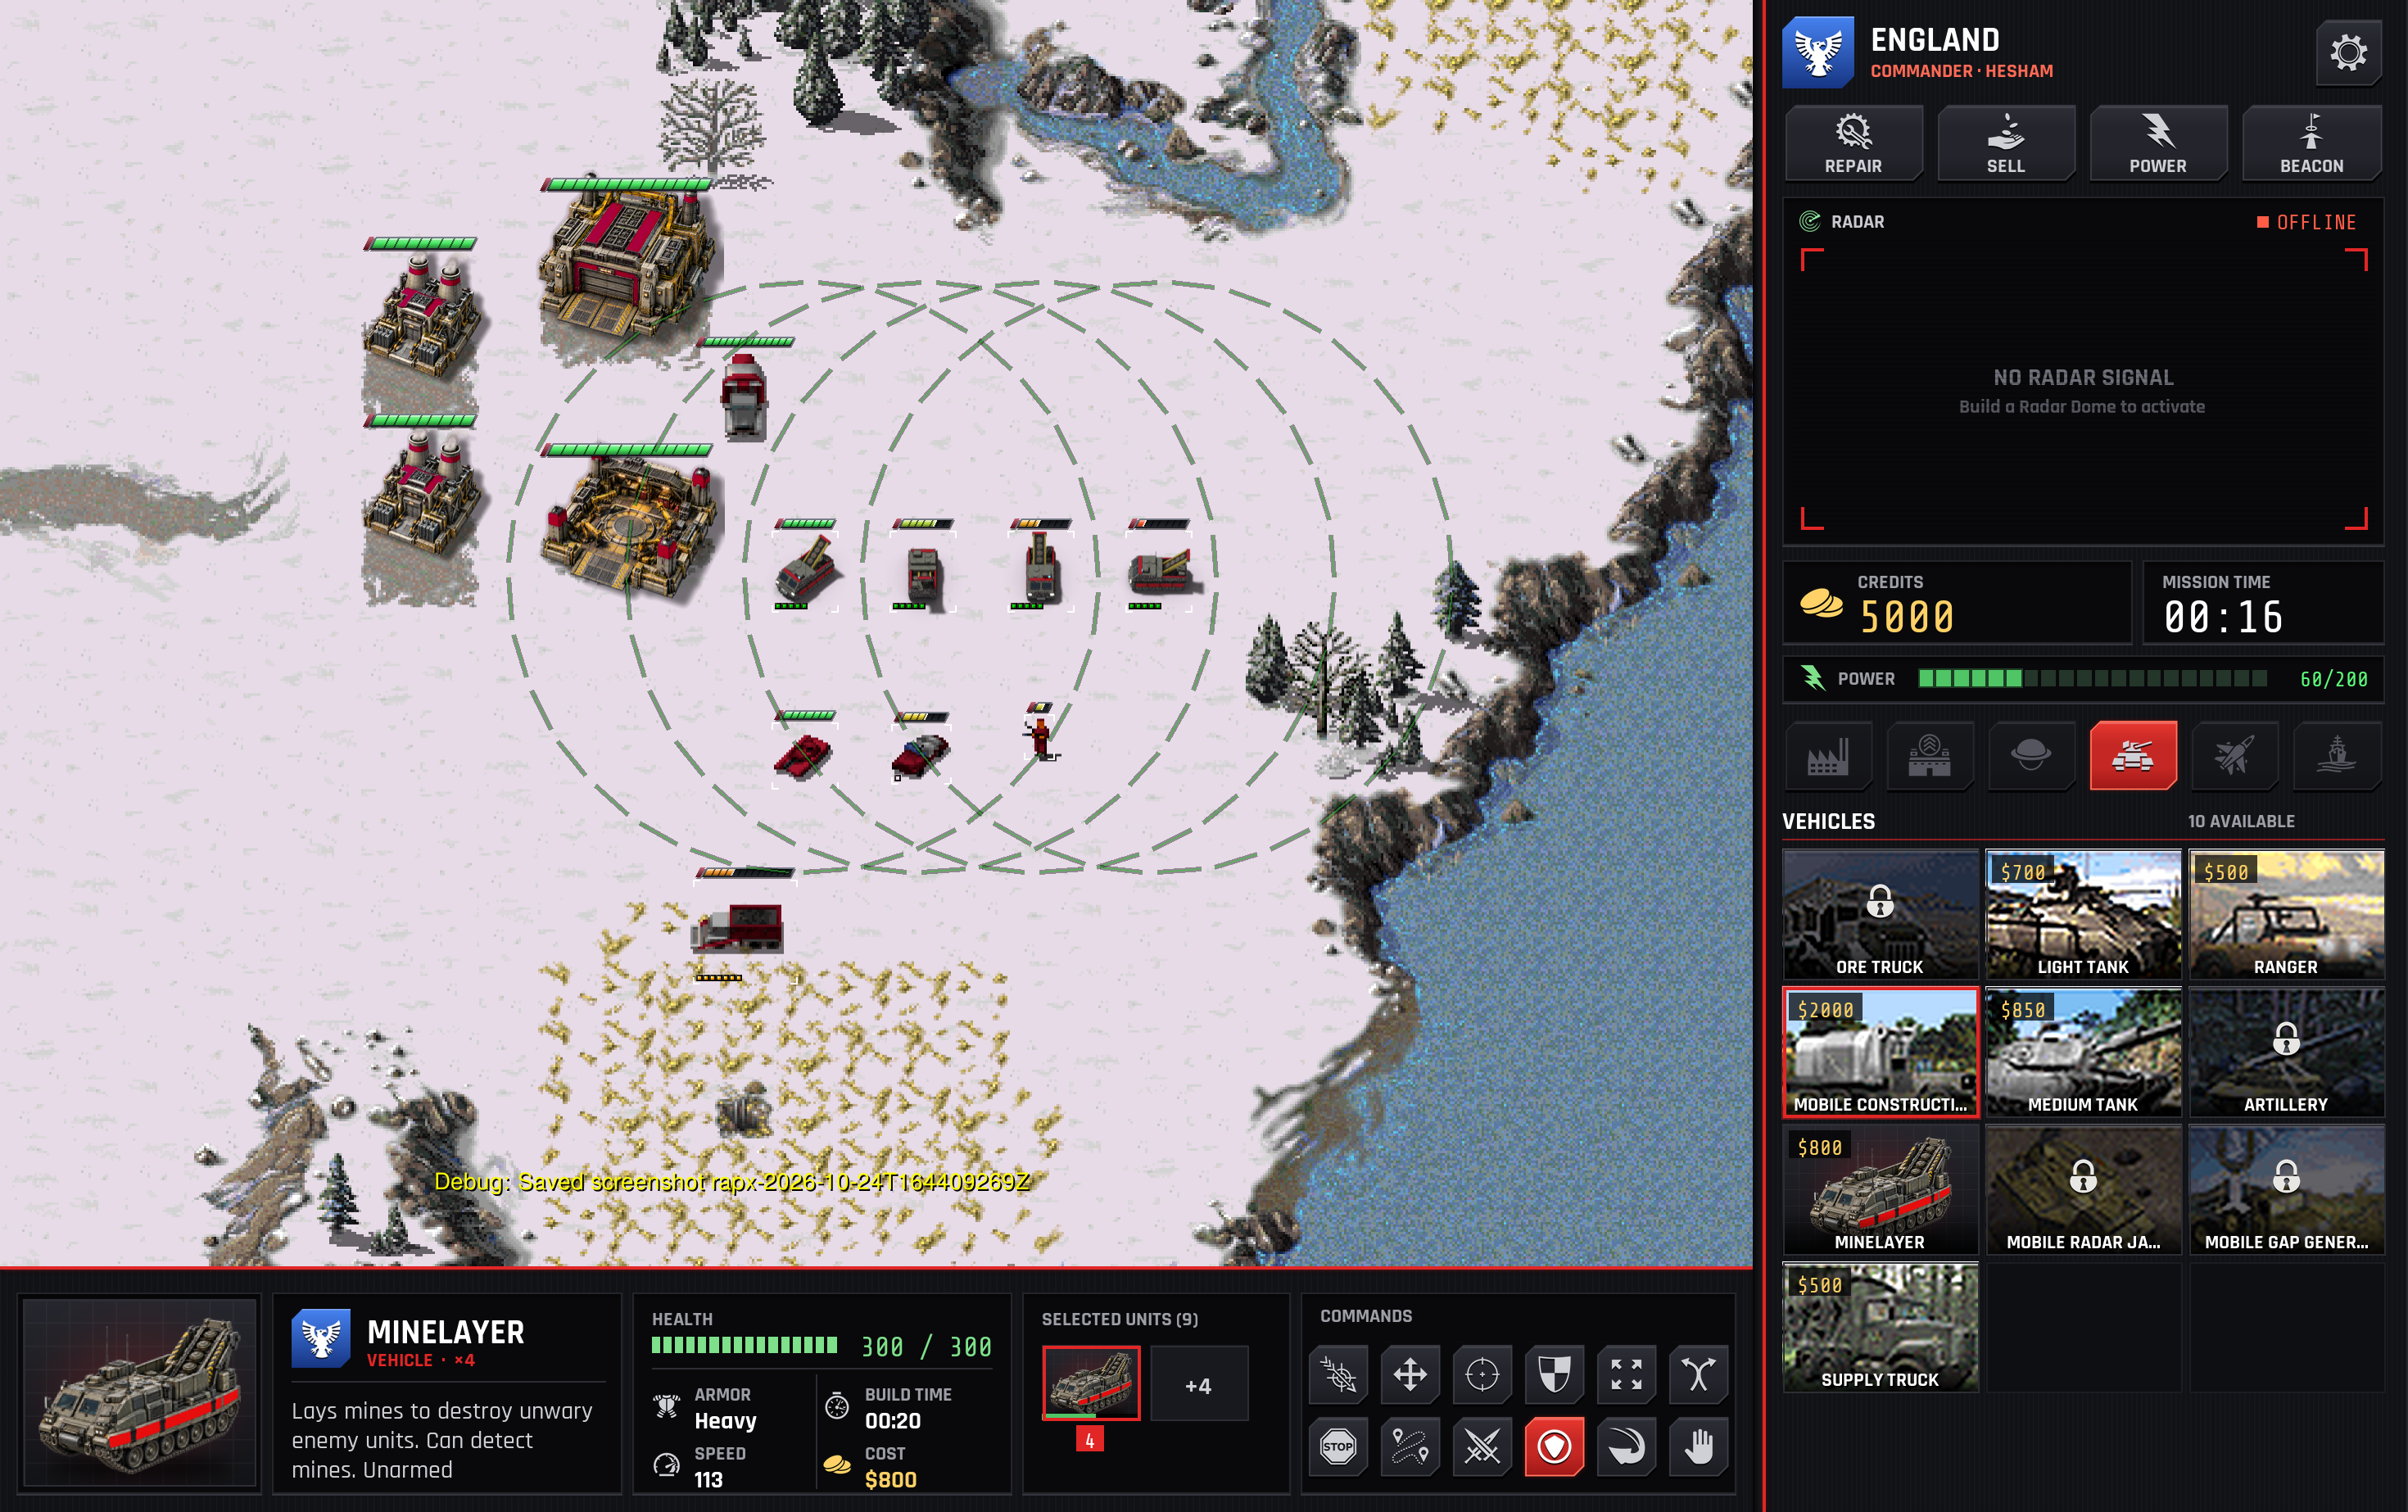 ENGLAND
COMMANDER · HESHAM
REPAIR
SELL
POWER
BEACON
RADAR
OFFLINE
NO RADAR SIGNAL
Build a Radar Dome to activate
CREDITS
5000
MISSION TIME
00:16
POWER
60/200
VEHICLES
10 AVAILABLE
ORE TRUCK
$700
LIGHT TANK
$500
RANGER
$2000
MOBILE CONSTRUCTI...
$850
MEDIUM TANK
ARTILLERY
$800
MINELAYER
MOBILE RADAR JA...
MOBILE GAP GENER...
$500
SUPPLY TRUCK
Debug: Saved screenshot rapx-2026-10-24T164409269Z
MINELAYER
VEHICLE · ×4
Lays mines to destroy unwary
enemy units. Can detect
mines. Unarmed
HEALTH
300 / 300
ARMOR
Heavy
BUILD TIME
00:20
SPEED
113
COST
$800
SELECTED UNITS (9)
+4
4
COMMANDS
STOP